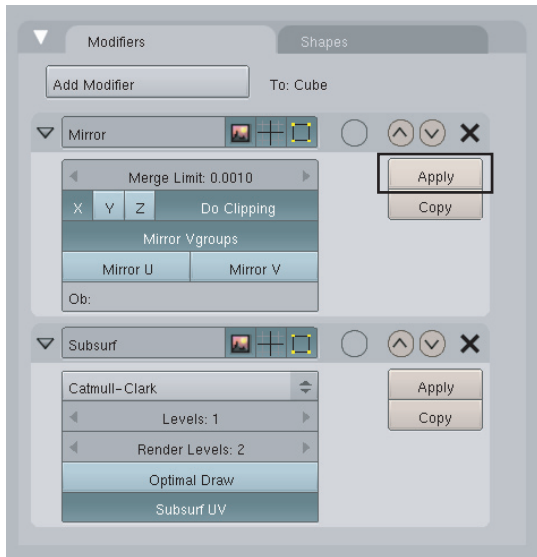 Modifiers Shapes
Add Modifier To: Cube
Mirror
Merge Limit: 0.0010 Apply
X Y Z Do Clipping Copy
Mirror Vgroups
Mirror U Mirror V
Ob:
Subsurf
Catmull-Clark Apply
Levels: 1 Copy
Render Levels: 2
Optimal Draw
Subsurf UV